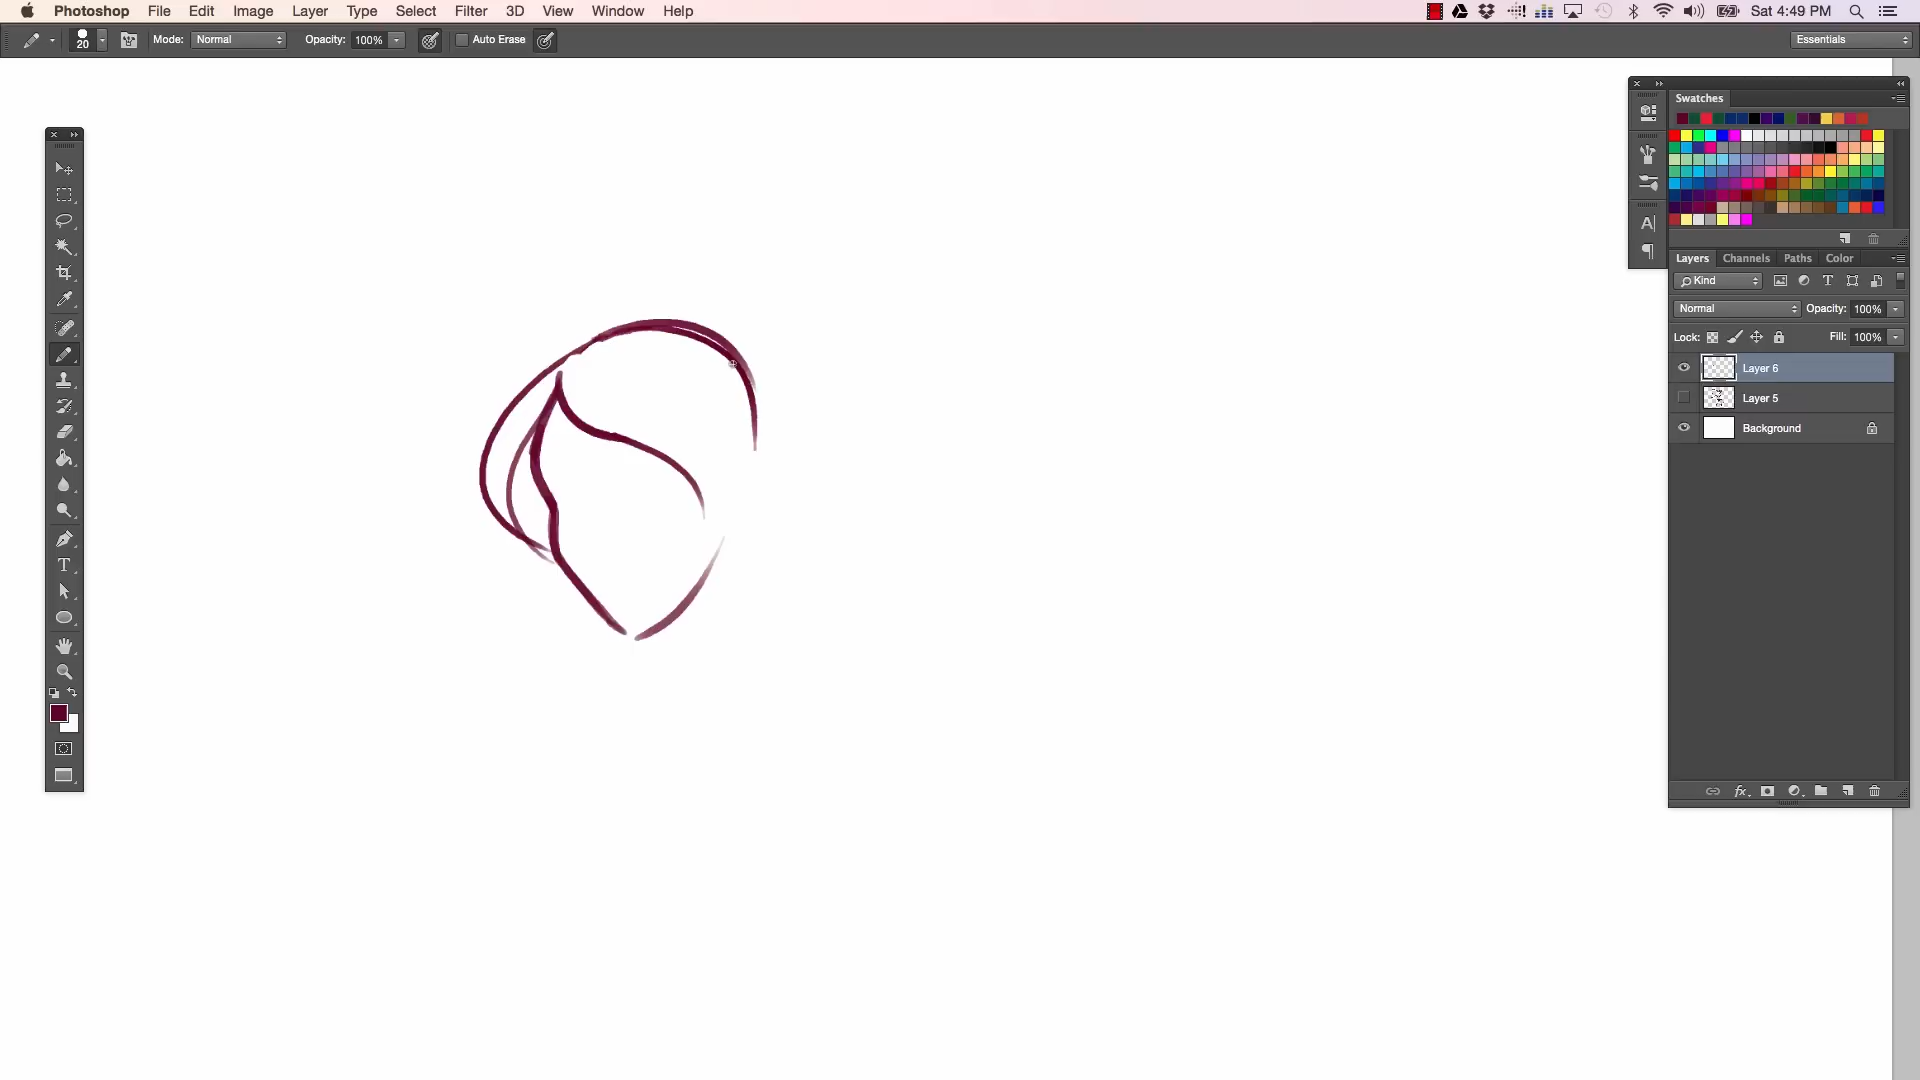 Photoshop File Edit Image Layer Type Select Filter 3D View Window Help Sat 4:49 PM
20 Mode: Normal Opacity: 100% Auto Erase Essentials
Swatches
Layers Channels Paths Color
Kind
Normal Opacity: 100%
Lock: Fill: 100%
Layer 6
Layer 5
Background